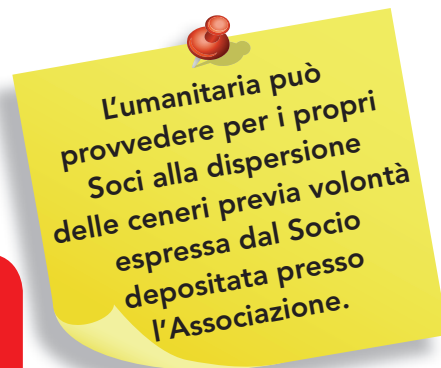 L'umanitaria può
provvedere per i propri
Soci alla dispersione
delle ceneri previa volontà
espressa dal Socio
depositata presso
l'Associazione.